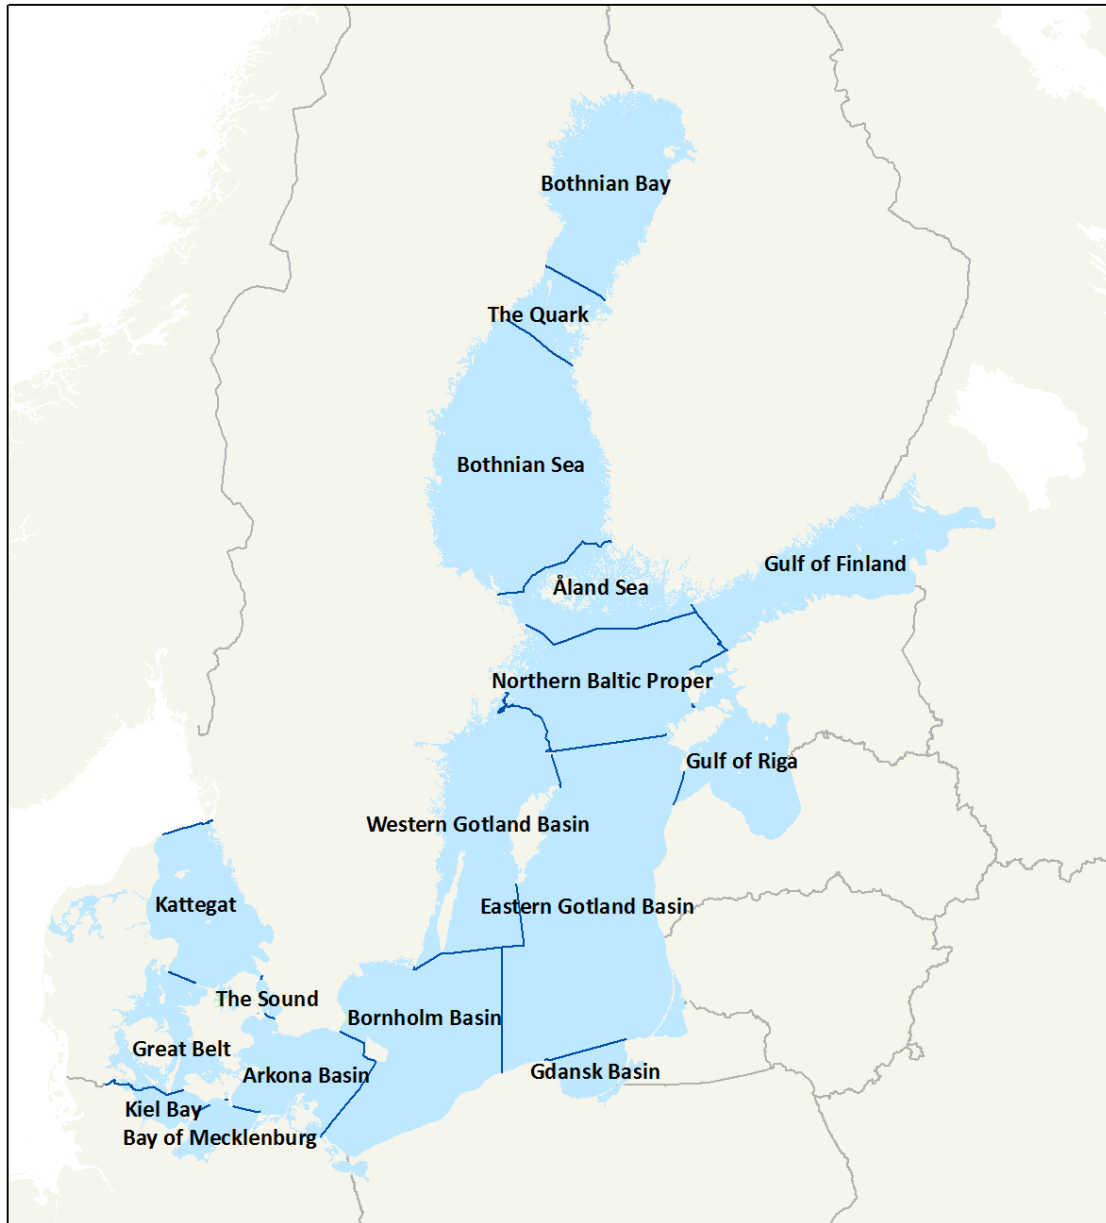 Bothnian Bay
The Quark
Bothnian Sea
Gulf of Finland
Åland Sea
Northern Baltic Proper
Gulf of Riga
Western Gotland Basin
Kattegat
Eastern Gotland Basin
The Sound
Bornholm Basin
Great Belt
Arkona Basin
Gdansk Basin
Kiel Bay
Bay of Mecklenburg